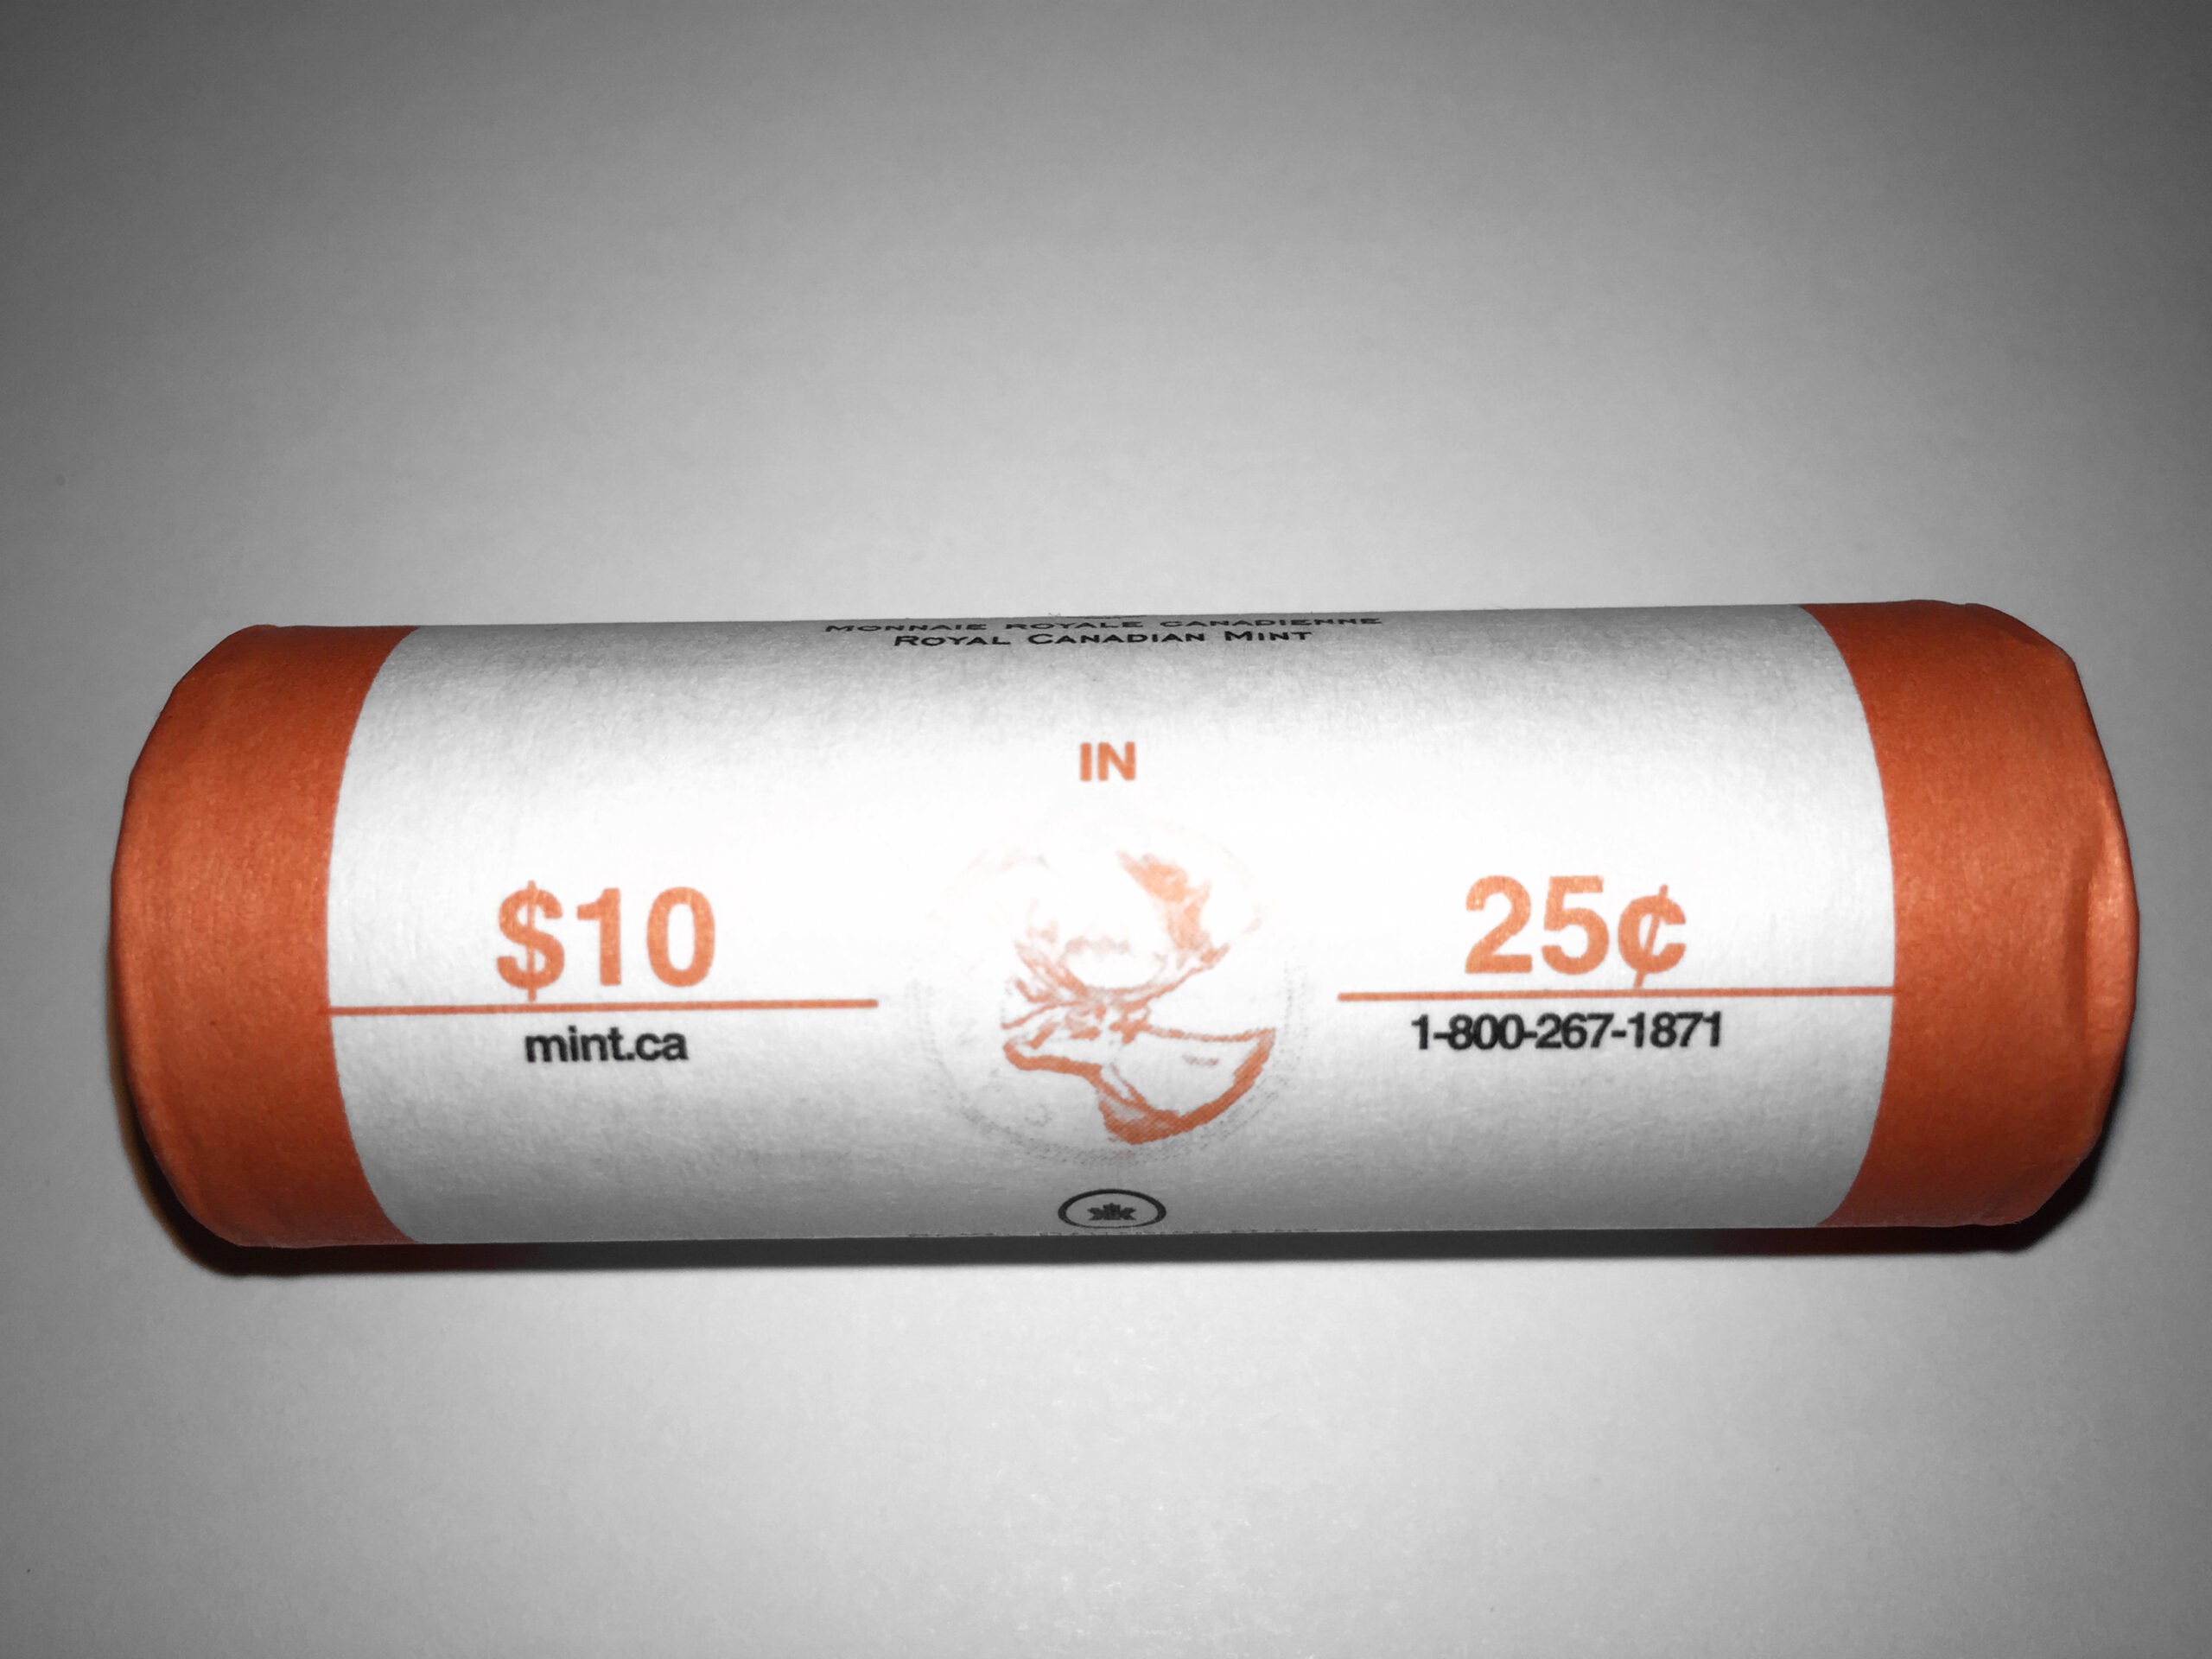 MONNAIE ROYALE CANADIENNE
ROYAL CANADIAN MINT
IN
$10
25¢
mint.ca
1-800-267-1871